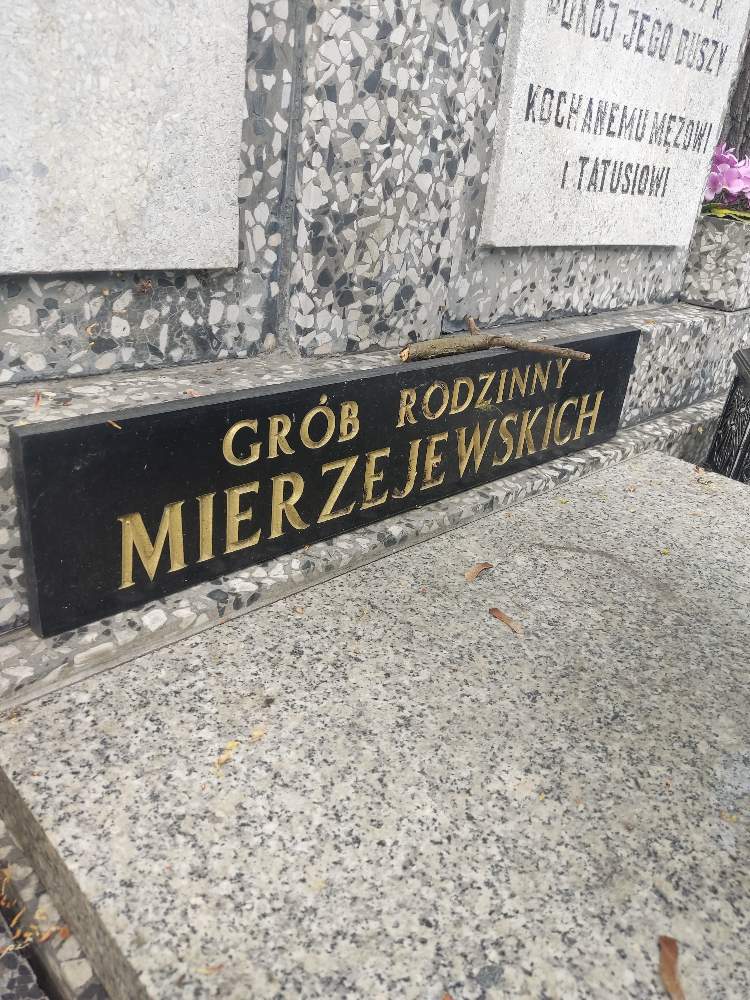 POKÓJ JEGO DUSZY
KOCHANEMU MĘŻOWI
I TATUSIOWI
GRÓB RODZINNY
MIERZEJEWSKICH